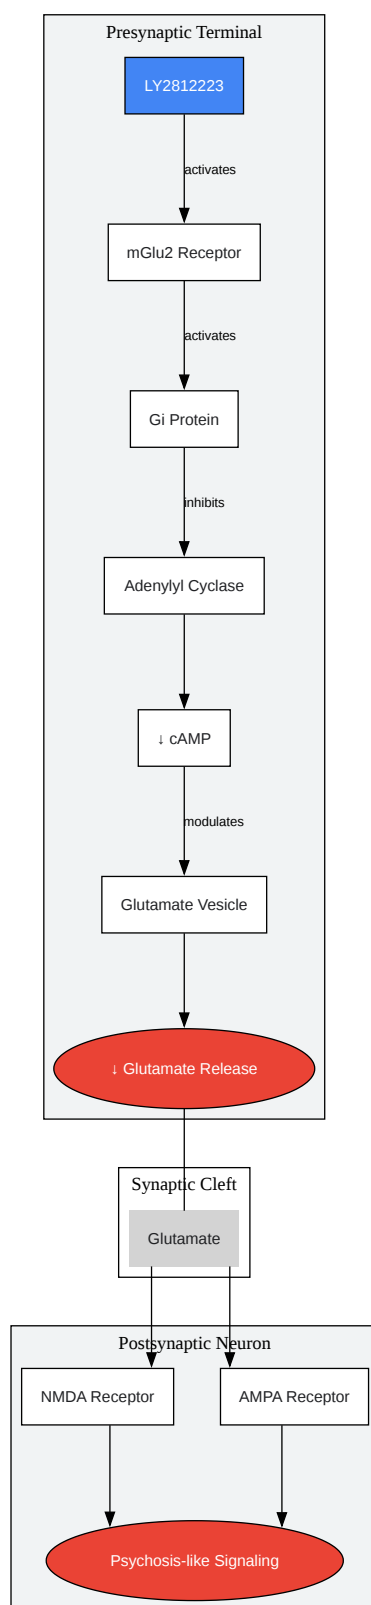 Presynaptic Terminal
LY2812223
activates
mGlu2 Receptor
activates
Gi Protein
inhibits
Adenylyl Cyclase
↓ cAMP
modulates
Glutamate Vesicle
↓ Glutamate Release
Synaptic Cleft
Glutamate
Postsynaptic Neuron
NMDA Receptor
AMPA Receptor
Psychosis-like Signaling